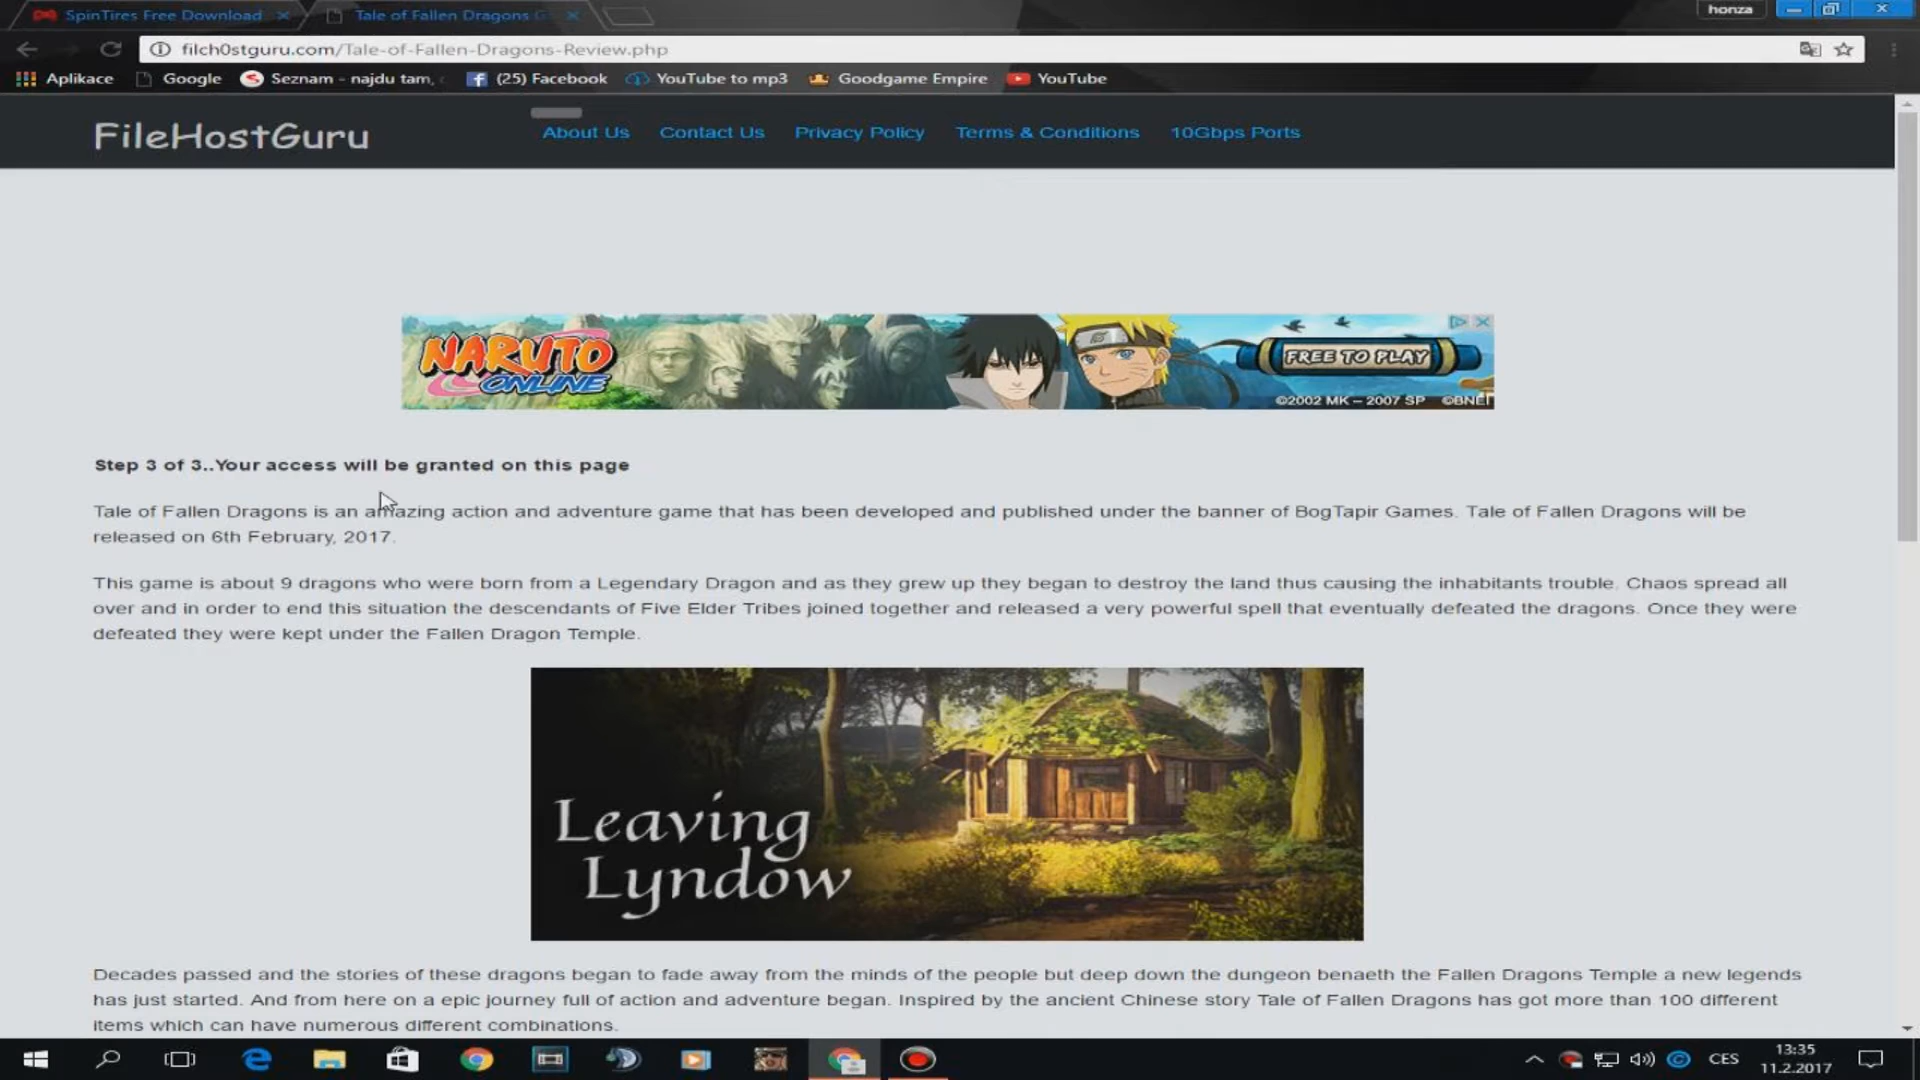 SpinTires Free Download
Tale of Fallen Dragons G
honza
filch0stguru.com/Tale-of-Fallen-Dragons-Review.php
Aplikace
Google
Seznam - najdu tam,
(25) Facebook
YouTube to mp3
Goodgame Empire
YouTube
FileHostGuru
About Us
Contact Us
Privacy Policy
Terms & Conditions
10Gbps Ports
NARUTO
ONLINE
FREE TO PLAY
©2002 MK – 2007 SP ©BNEI
Step 3 of 3..Your access will be granted on this page
Tale of Fallen Dragons is an amazing action and adventure game that has been developed and published under the banner of BogTapir Games. Tale of Fallen Dragons will be
released on 6th February, 2017.
This game is about 9 dragons who were born from a Legendary Dragon and as they grew up they began to destroy the land thus causing the inhabitants trouble. Chaos spread all
over and in order to end this situation the descendants of Five Elder Tribes joined together and released a very powerful spell that eventually defeated the dragons. Once they were
defeated they were kept under the Fallen Dragon Temple.
Leaving
Lyndow
Decades passed and the stories of these dragons began to fade away from the minds of the people but deep down the dungeon benaeth the Fallen Dragons Temple a new legends
has just started. And from here on a epic journey full of action and adventure began. Inspired by the ancient Chinese story Tale of Fallen Dragons has got more than 100 different
items which can have numerous different combinations.
CES
13:35
11.2.2017